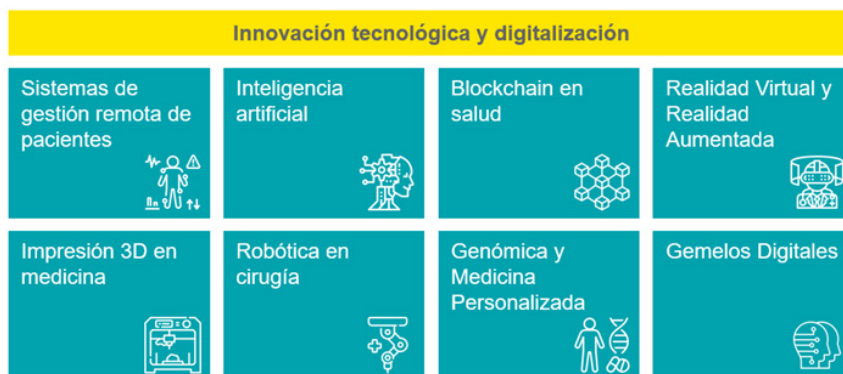 Innovación tecnológica y digitalización
Sistemas de
gestión remota de
pacientes
Inteligencia
artificial
Blockchain en
salud
Realidad Virtual y
Realidad
Aumentada
Impresión 3D en
medicina
Robótica en
cirugía
Genómica y
Medicina
Personalizada
Gemelos Digitales